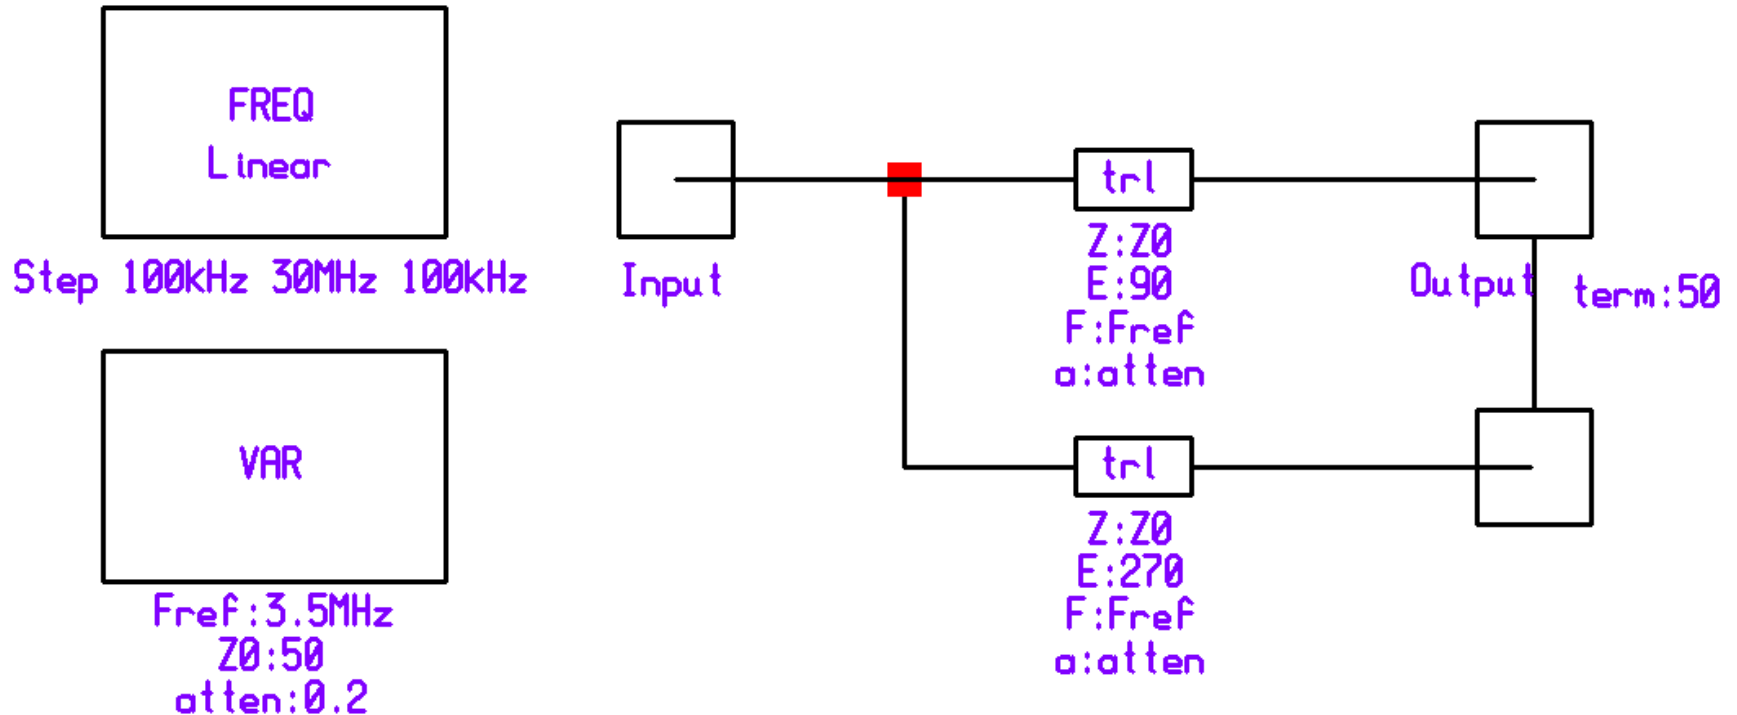 FREQ
Linear
Step 100kHz 30MHz 100kHz
VAR
Fref:3.5MHz
Z0:50
atten:0.2
Input
trl
Z:Z0
E:90
F:Fref
a:atten
Output
term:50
trl
Z:Z0
E:270
F:Fref
a:atten